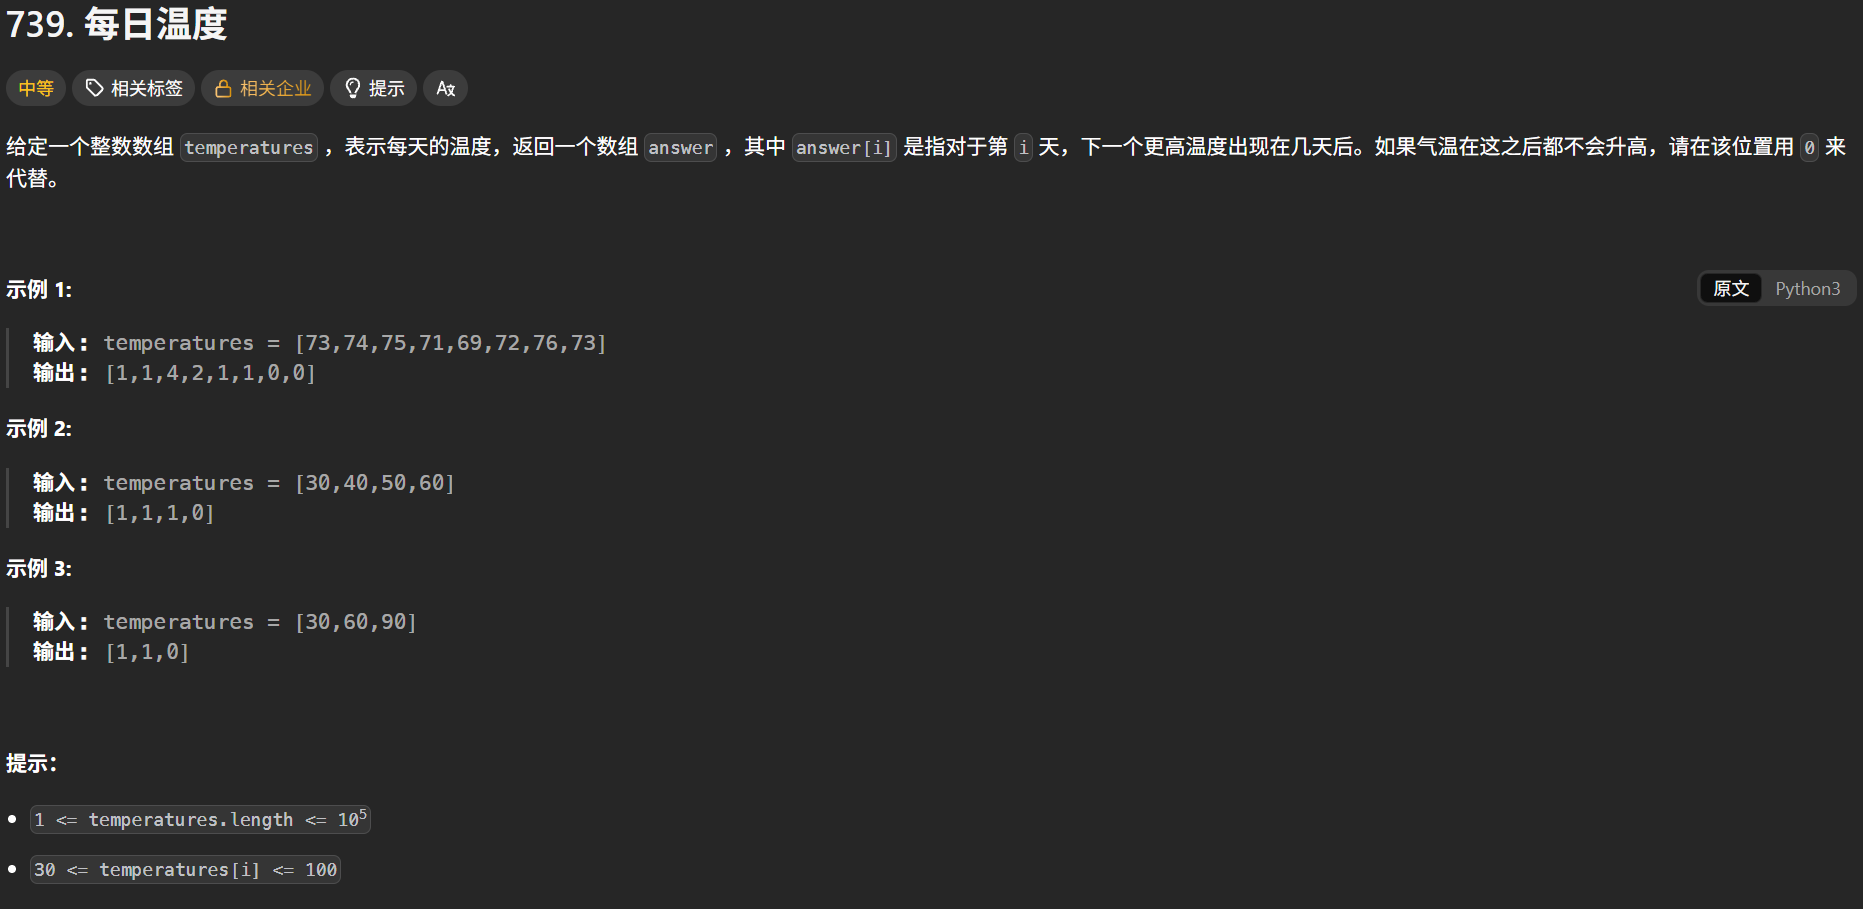 739. 每日温度
中等 相关标签 相关企业 提示 A文
给定一个整数数组 temperatures ，表示每天的温度，返回一个数组 answer ，其中 answer[i] 是指对于第 i 天，下一个更高温度出现在几天后。如果气温在这之后都不会升高，请在该位置用 0 来
代替。
示例 1:
原文 Python3
输入: temperatures = [73,74,75,71,69,72,76,73]
输出: [1,1,4,2,1,1,0,0]
示例 2:
输入: temperatures = [30,40,50,60]
输出: [1,1,1,0]
示例 3:
输入: temperatures = [30,60,90]
输出: [1,1,0]
提示：
1 <= temperatures.length <= 10⁵
30 <= temperatures[i] <= 100